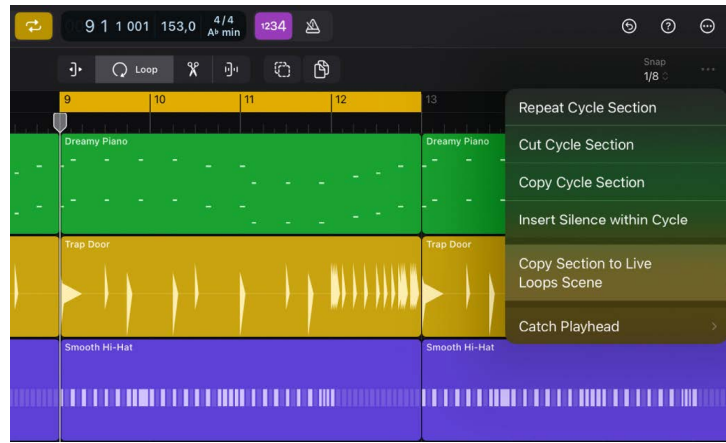 9 1 1 001 153,0 4/4
A♭ min
1234
Loop
Snap
1/8
9 10 11 12 13
Repeat Cycle Section
Cut Cycle Section
Copy Cycle Section
Insert Silence within Cycle
Copy Section to Live
Loops Scene
Catch Playhead
Dreamy Piano Dreamy Piano
Trap Door Trap Door
Smooth Hi-Hat Smooth Hi-Hat